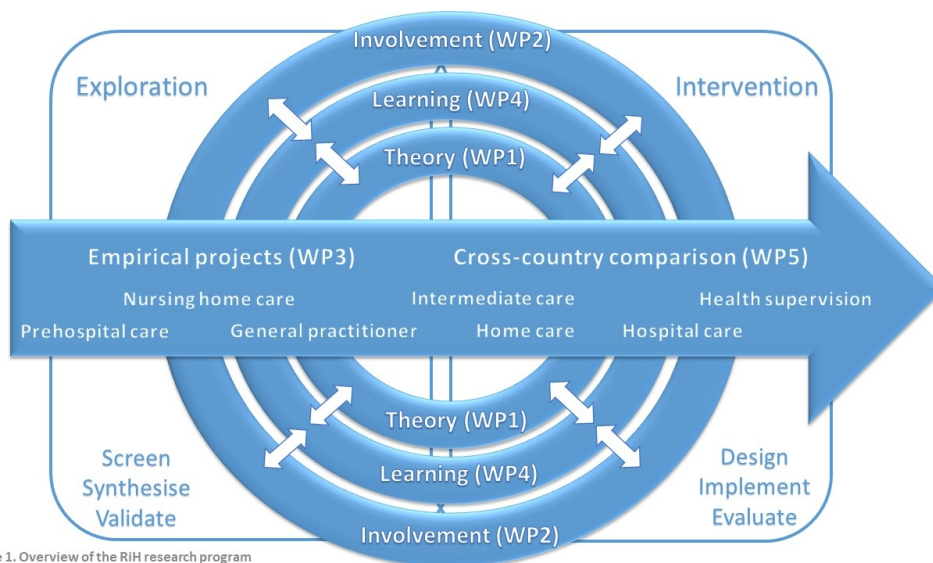 Involvement (WP2)
Exploration
Intervention
Learning (WP4)
Theory (WP1)
Empirical projects (WP3)
Cross-country comparison (WP5)
Nursing home care
Intermediate care
Health supervision
Prehospital care
General practitioner
Home care
Hospital care
Theory (WP1)
Screen
Synthesise
Validate
Learning (WP4)
Design
Implement
Evaluate
Involvement (WP2)
e 1. Overview of the RiH research program